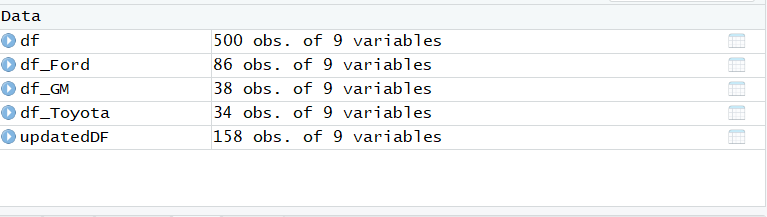 Data
df 500 obs. of 9 variables
df_Ford 86 obs. of 9 variables
df_GM 38 obs. of 9 variables
df_Toyota 34 obs. of 9 variables
updatedDF 158 obs. of 9 variables